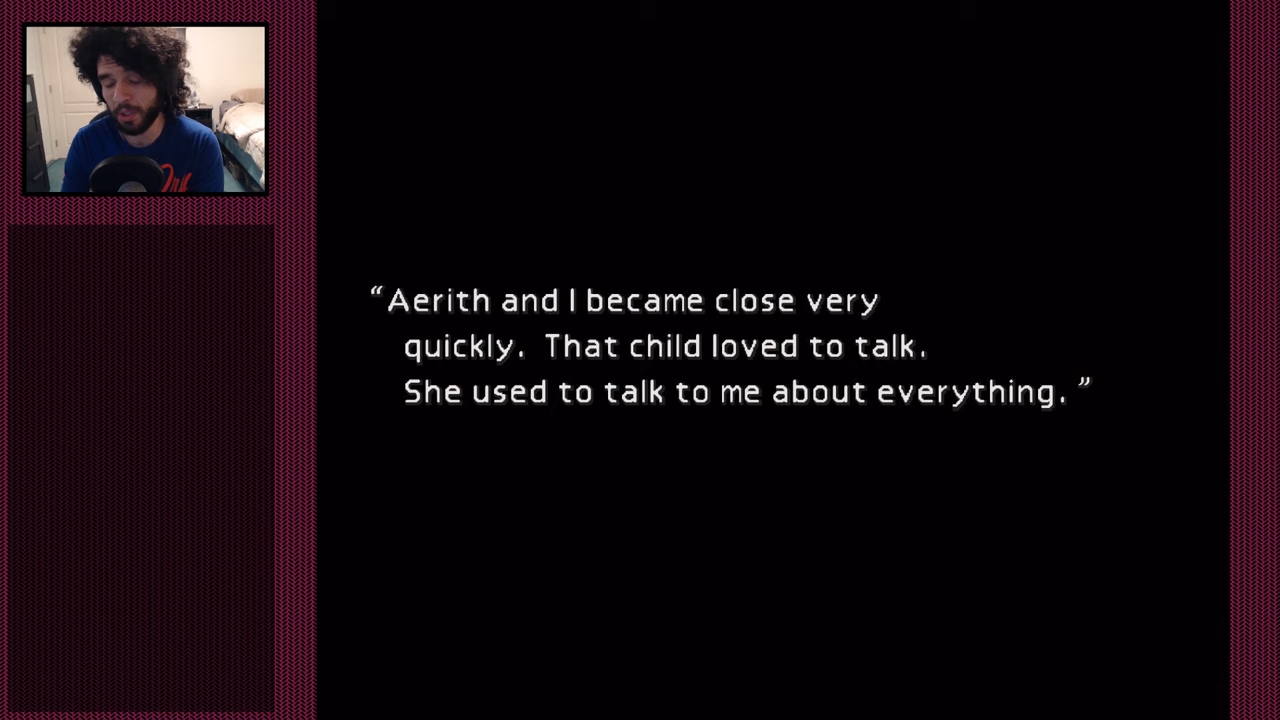 “Aerith and I became close very
quickly. That child loved to talk.
She used to talk to me about everything.”